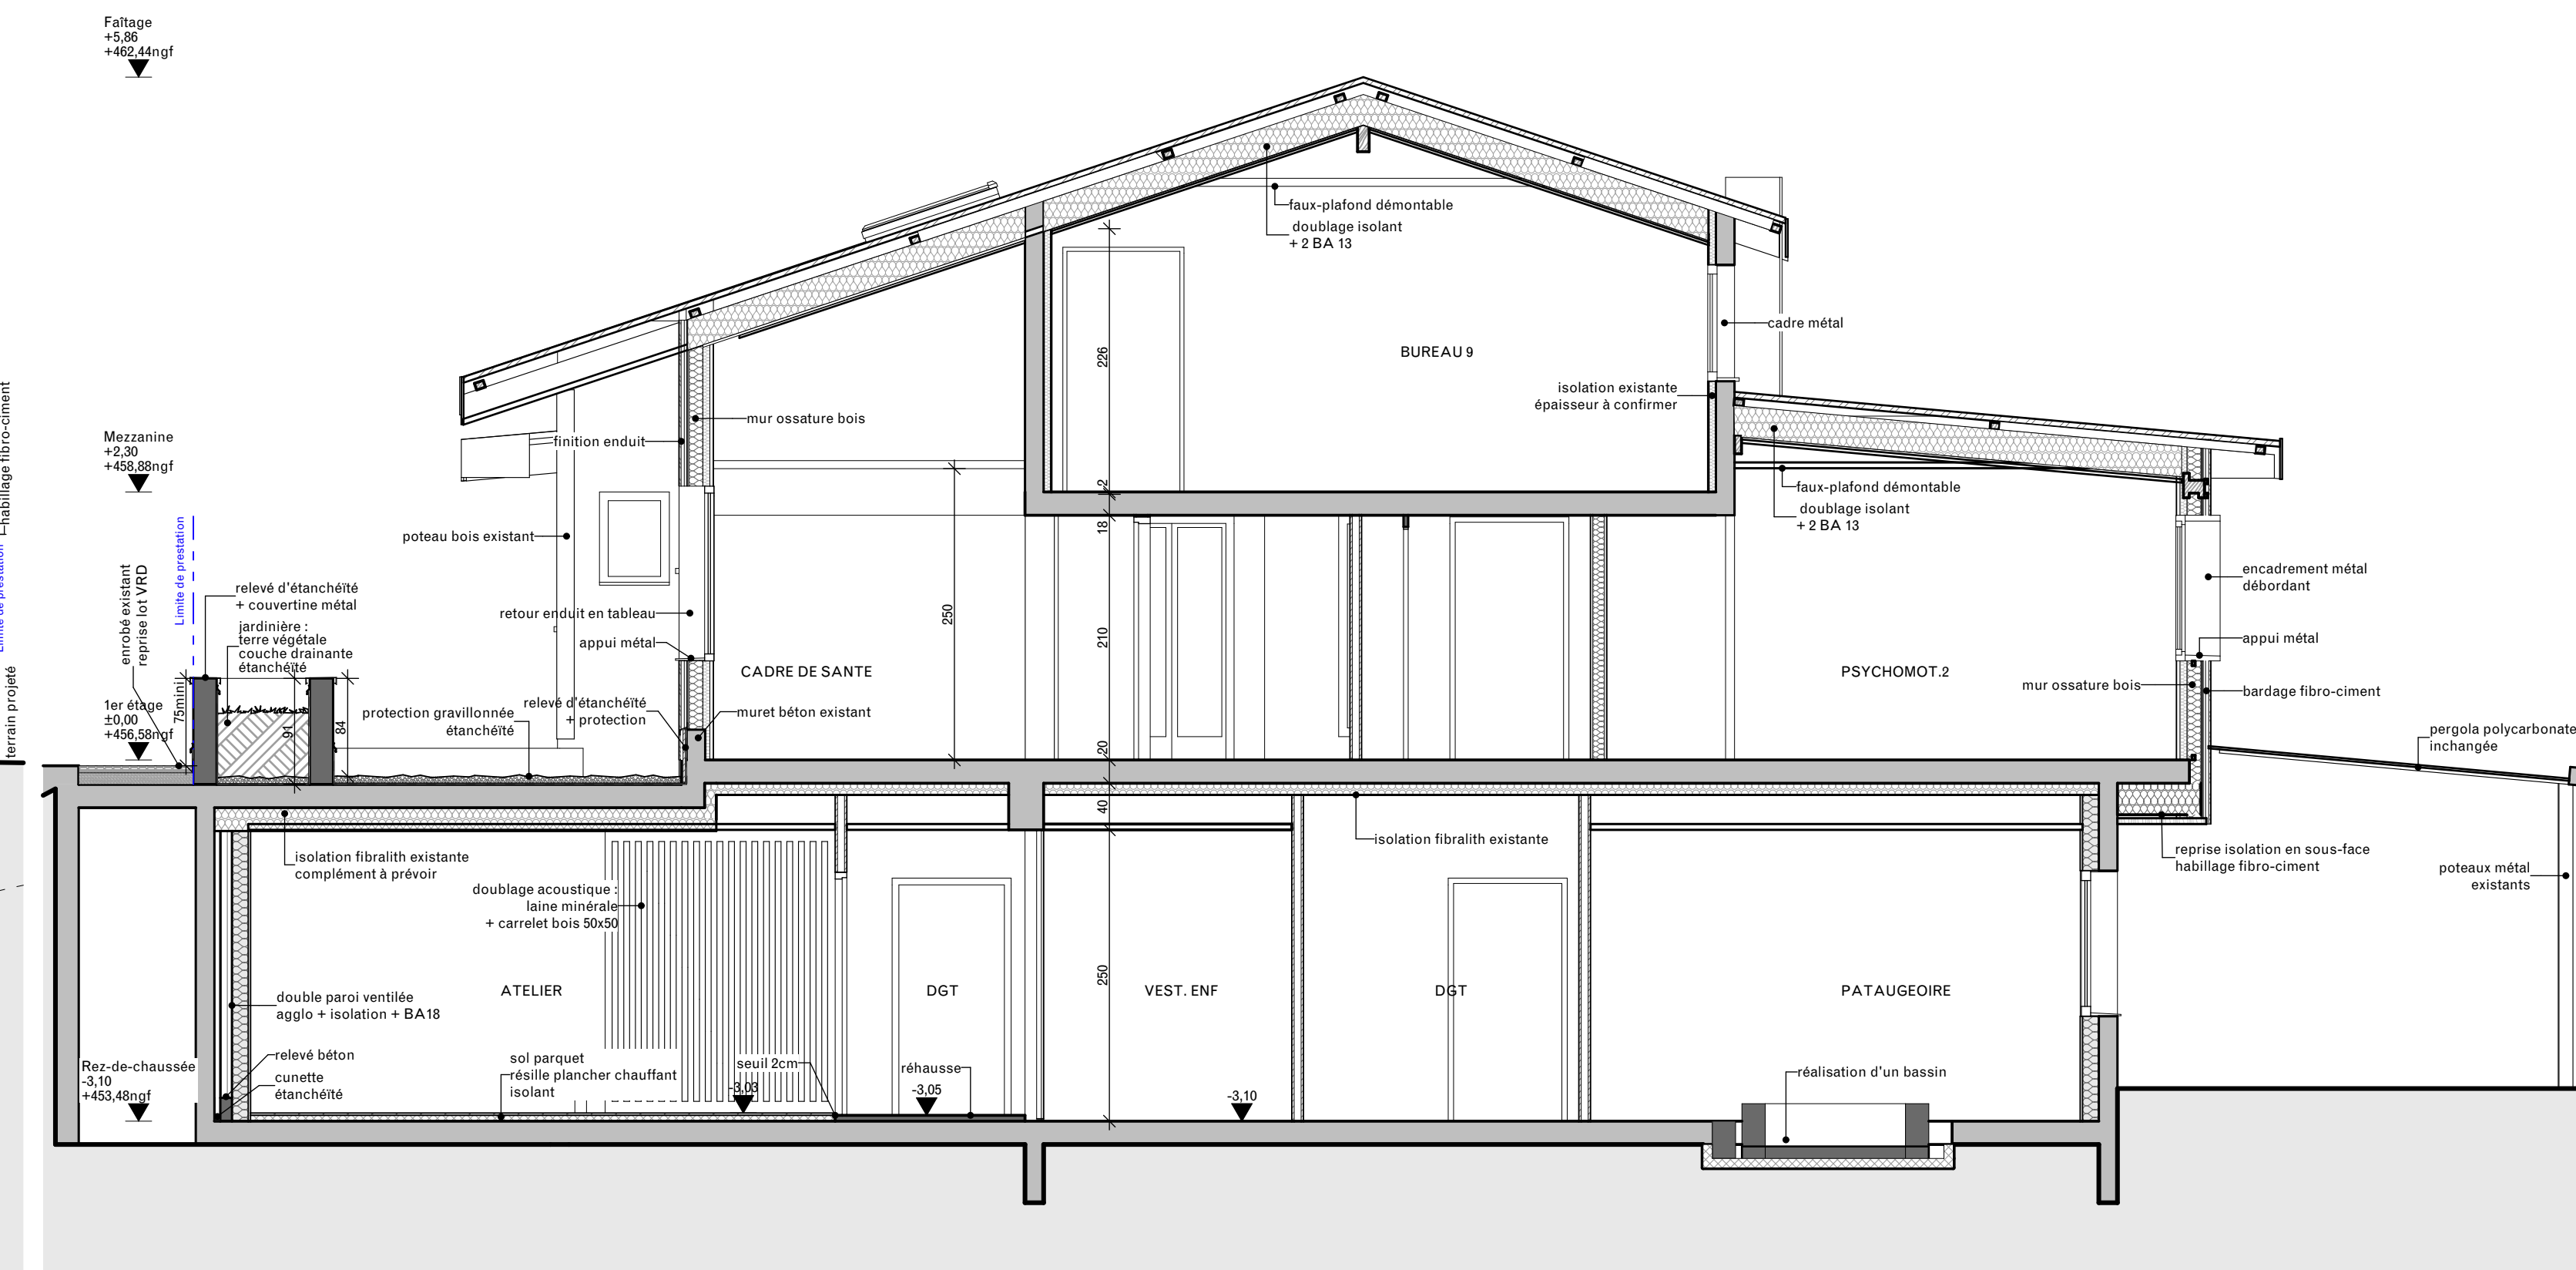 Faîtage
+5,86
+462,44ngf
faux-plafond démontable
doublage isolant
+ 2 BA 13
cadre métal
BUREAU 9
226
isolation existante
épaisseur à confirmer
habillage fibro-ciment
Limite de prestation
terrain projeté
Mezzanine
+2,30
+458,88ngf
mur ossature bois
finition enduit
2
18
faux-plafond démontable
doublage isolant
+ 2 BA 13
poteau bois existant
enrobé existant
reprise lot VRD
Limite de prestation
relevé d'étanchéïté
+ couvertine métal
jardinière :
terre végétale
couche drainante
étanchéïté
retour enduit en tableau
appui métal
250
210
CADRE DE SANTE
PSYCHOMOT.2
encadrement métal
débordant
appui métal
mur ossature bois
bardage fibro-ciment
75mini
1er étage
±0,00
+456,58ngf
91
84
protection gravillonnée
étanchéïté
relevé d'étanchéïté
+ protection
muret béton existant
20
40
pergola polycarbonate
inchangée
isolation fibralith existante
complément à prévoir
isolation fibralith existante
reprise isolation en sous-face
habillage fibro-ciment
poteaux métal
existants
doublage acoustique :
laine minérale
+ carrelet bois 50x50
double paroi ventilée
agglo + isolation + BA18
ATELIER
DGT
250
VEST. ENF
DGT
PATAUGEOIRE
relevé béton
cunette
étanchéïté
sol parquet
résille plancher chauffant
isolant
seuil 2cm
-3,03
réhausse
-3,05
-3,10
réalisation d'un bassin
Rez-de-chaussée
-3,10
+453,48ngf